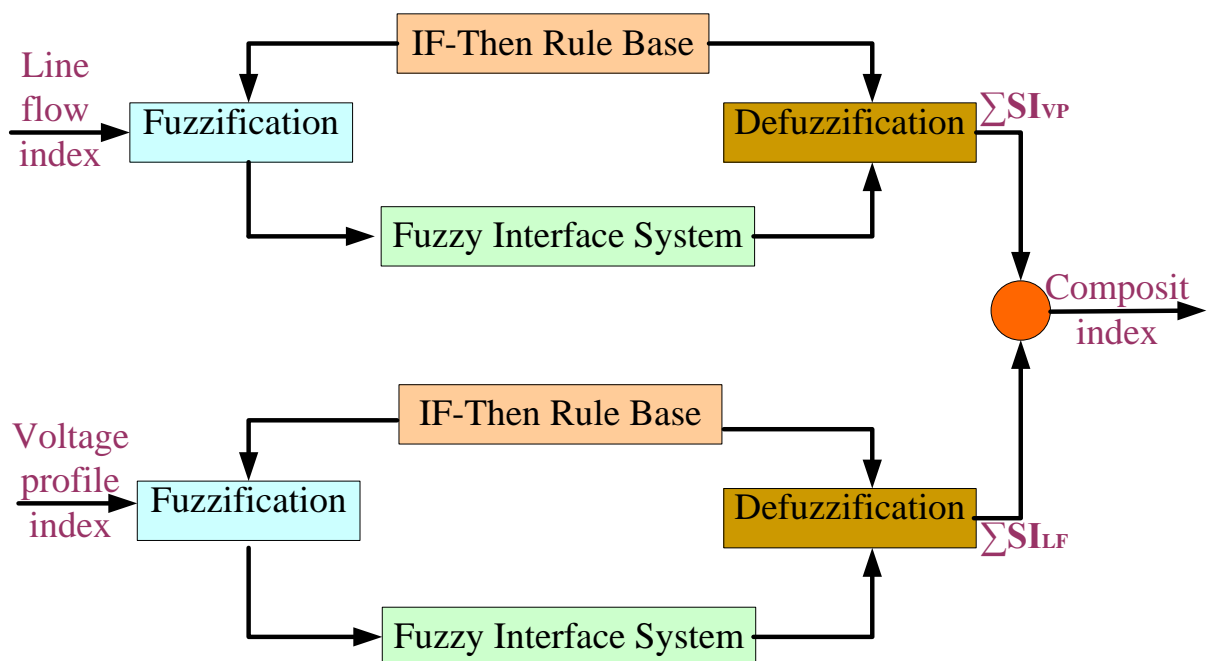 IF-Then Rule Base
Line
flow
index
Fuzzification
Defuzzification
∑SIVP
Fuzzy Interface System
Composit
index
IF-Then Rule Base
Voltage
profile
index
Fuzzification
Defuzzification
∑SILF
Fuzzy Interface System